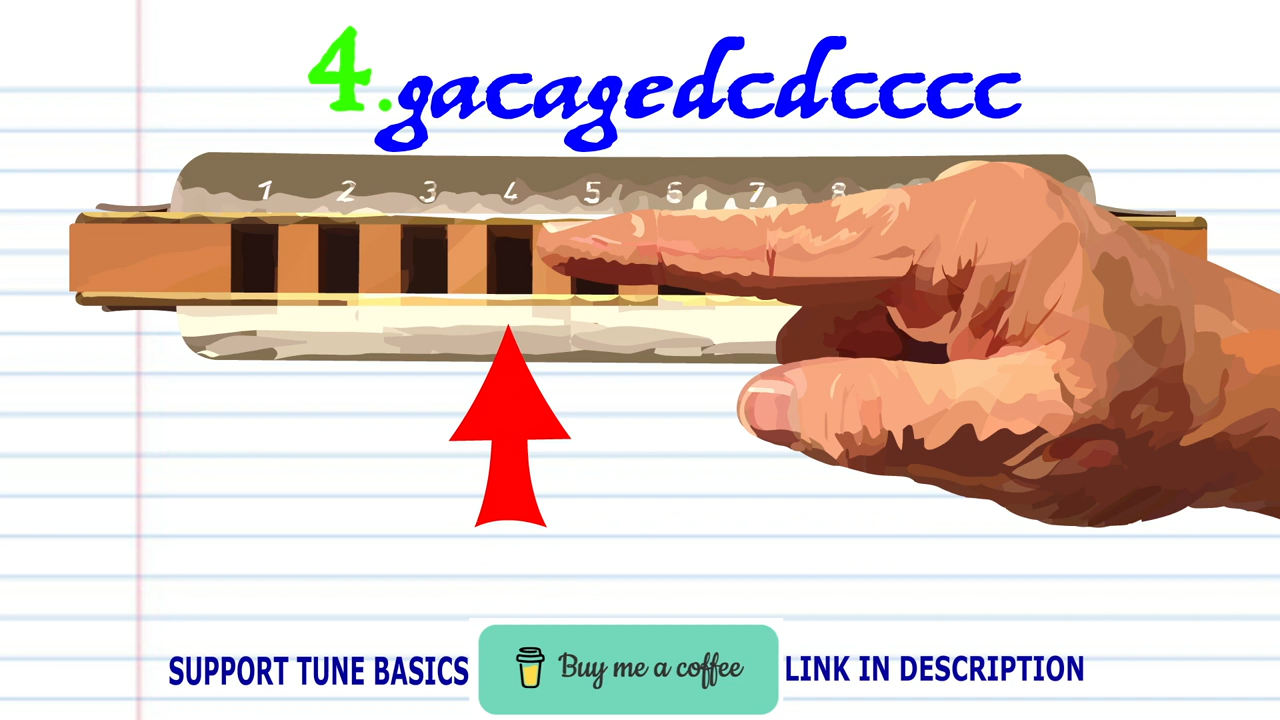 4.gacagedcdcccc
1 2 3 4 5 6 7 8
SUPPORT TUNE BASICS Buy me a coffee LINK IN DESCRIPTION